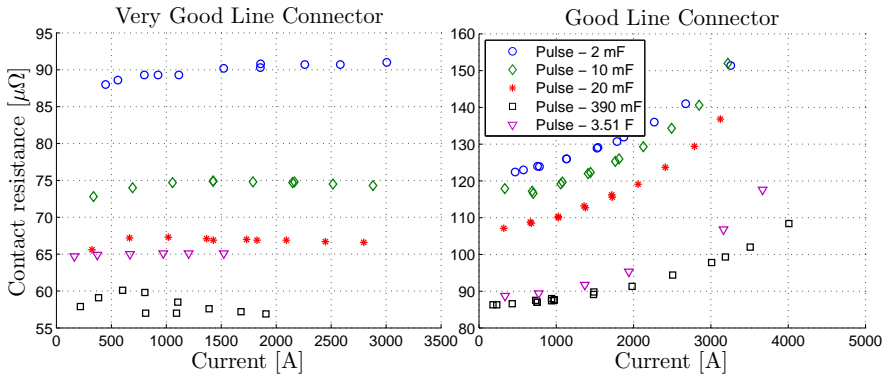 Very Good Line Connector
Good Line Connector
Contact resistance [μΩ]
95
90
85
80
75
70
65
60
55
0 500 1000 1500 2000 2500 3000 3500
Current [A]
160
150
140
130
120
110
100
90
80
0 1000 2000 3000 4000 5000
Current [A]
Pulse – 2 mF
Pulse – 10 mF
Pulse – 20 mF
Pulse – 390 mF
Pulse – 3.51 F